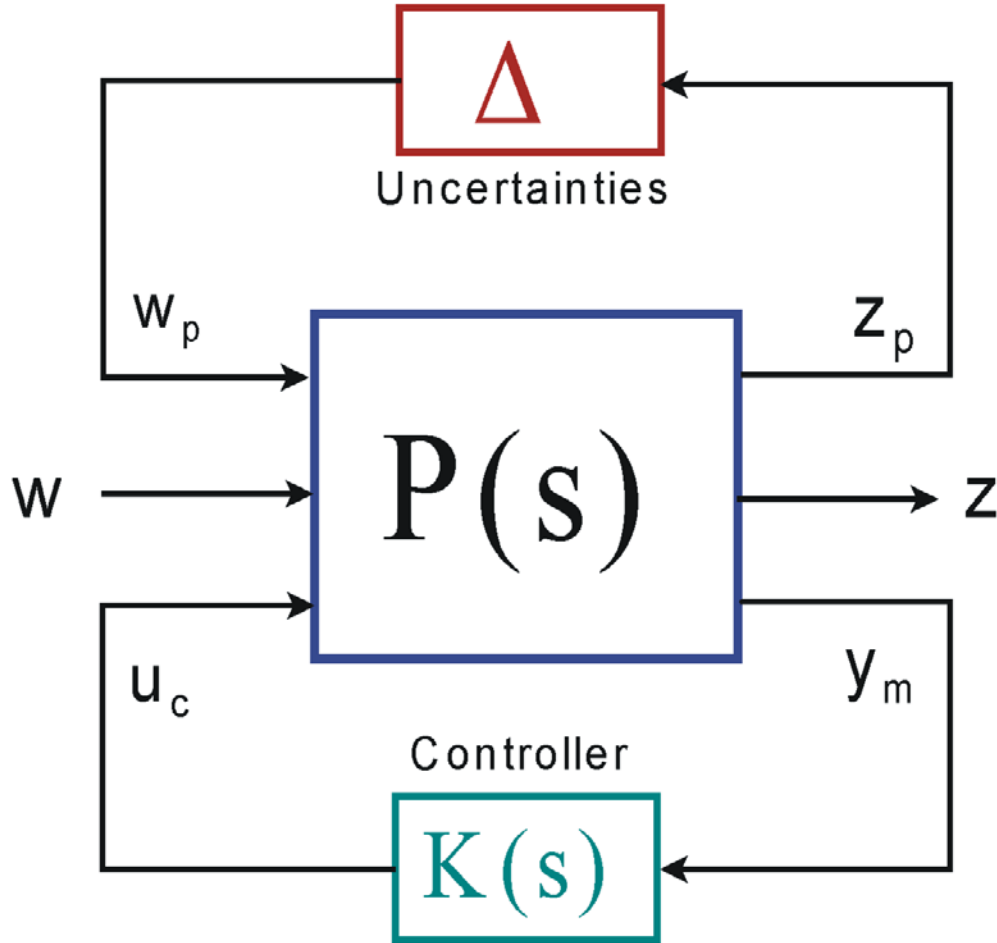 Δ
Uncertainties
w_p
z_p
P(s)
w
z
u_c
y_m
Controller
K(s)